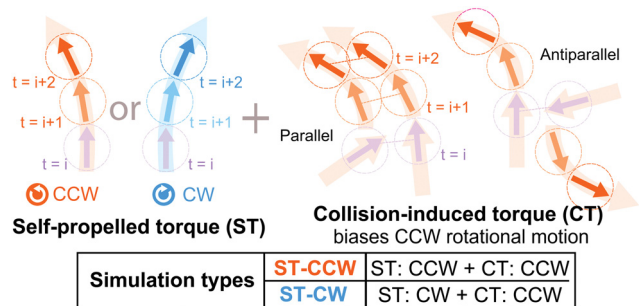 t = i+2
t = i+1
t = i
or
t = i+2
t = i+1
t = i
+
CCW
CW
Self-propelled torque (ST)
Parallel
t = i+2
t = i+1
t = i
Antiparallel
Collision-induced torque (CT)
biases CCW rotational motion
Simulation types
ST-CCW ST: CCW + CT: CCW
ST-CW ST: CW + CT: CCW